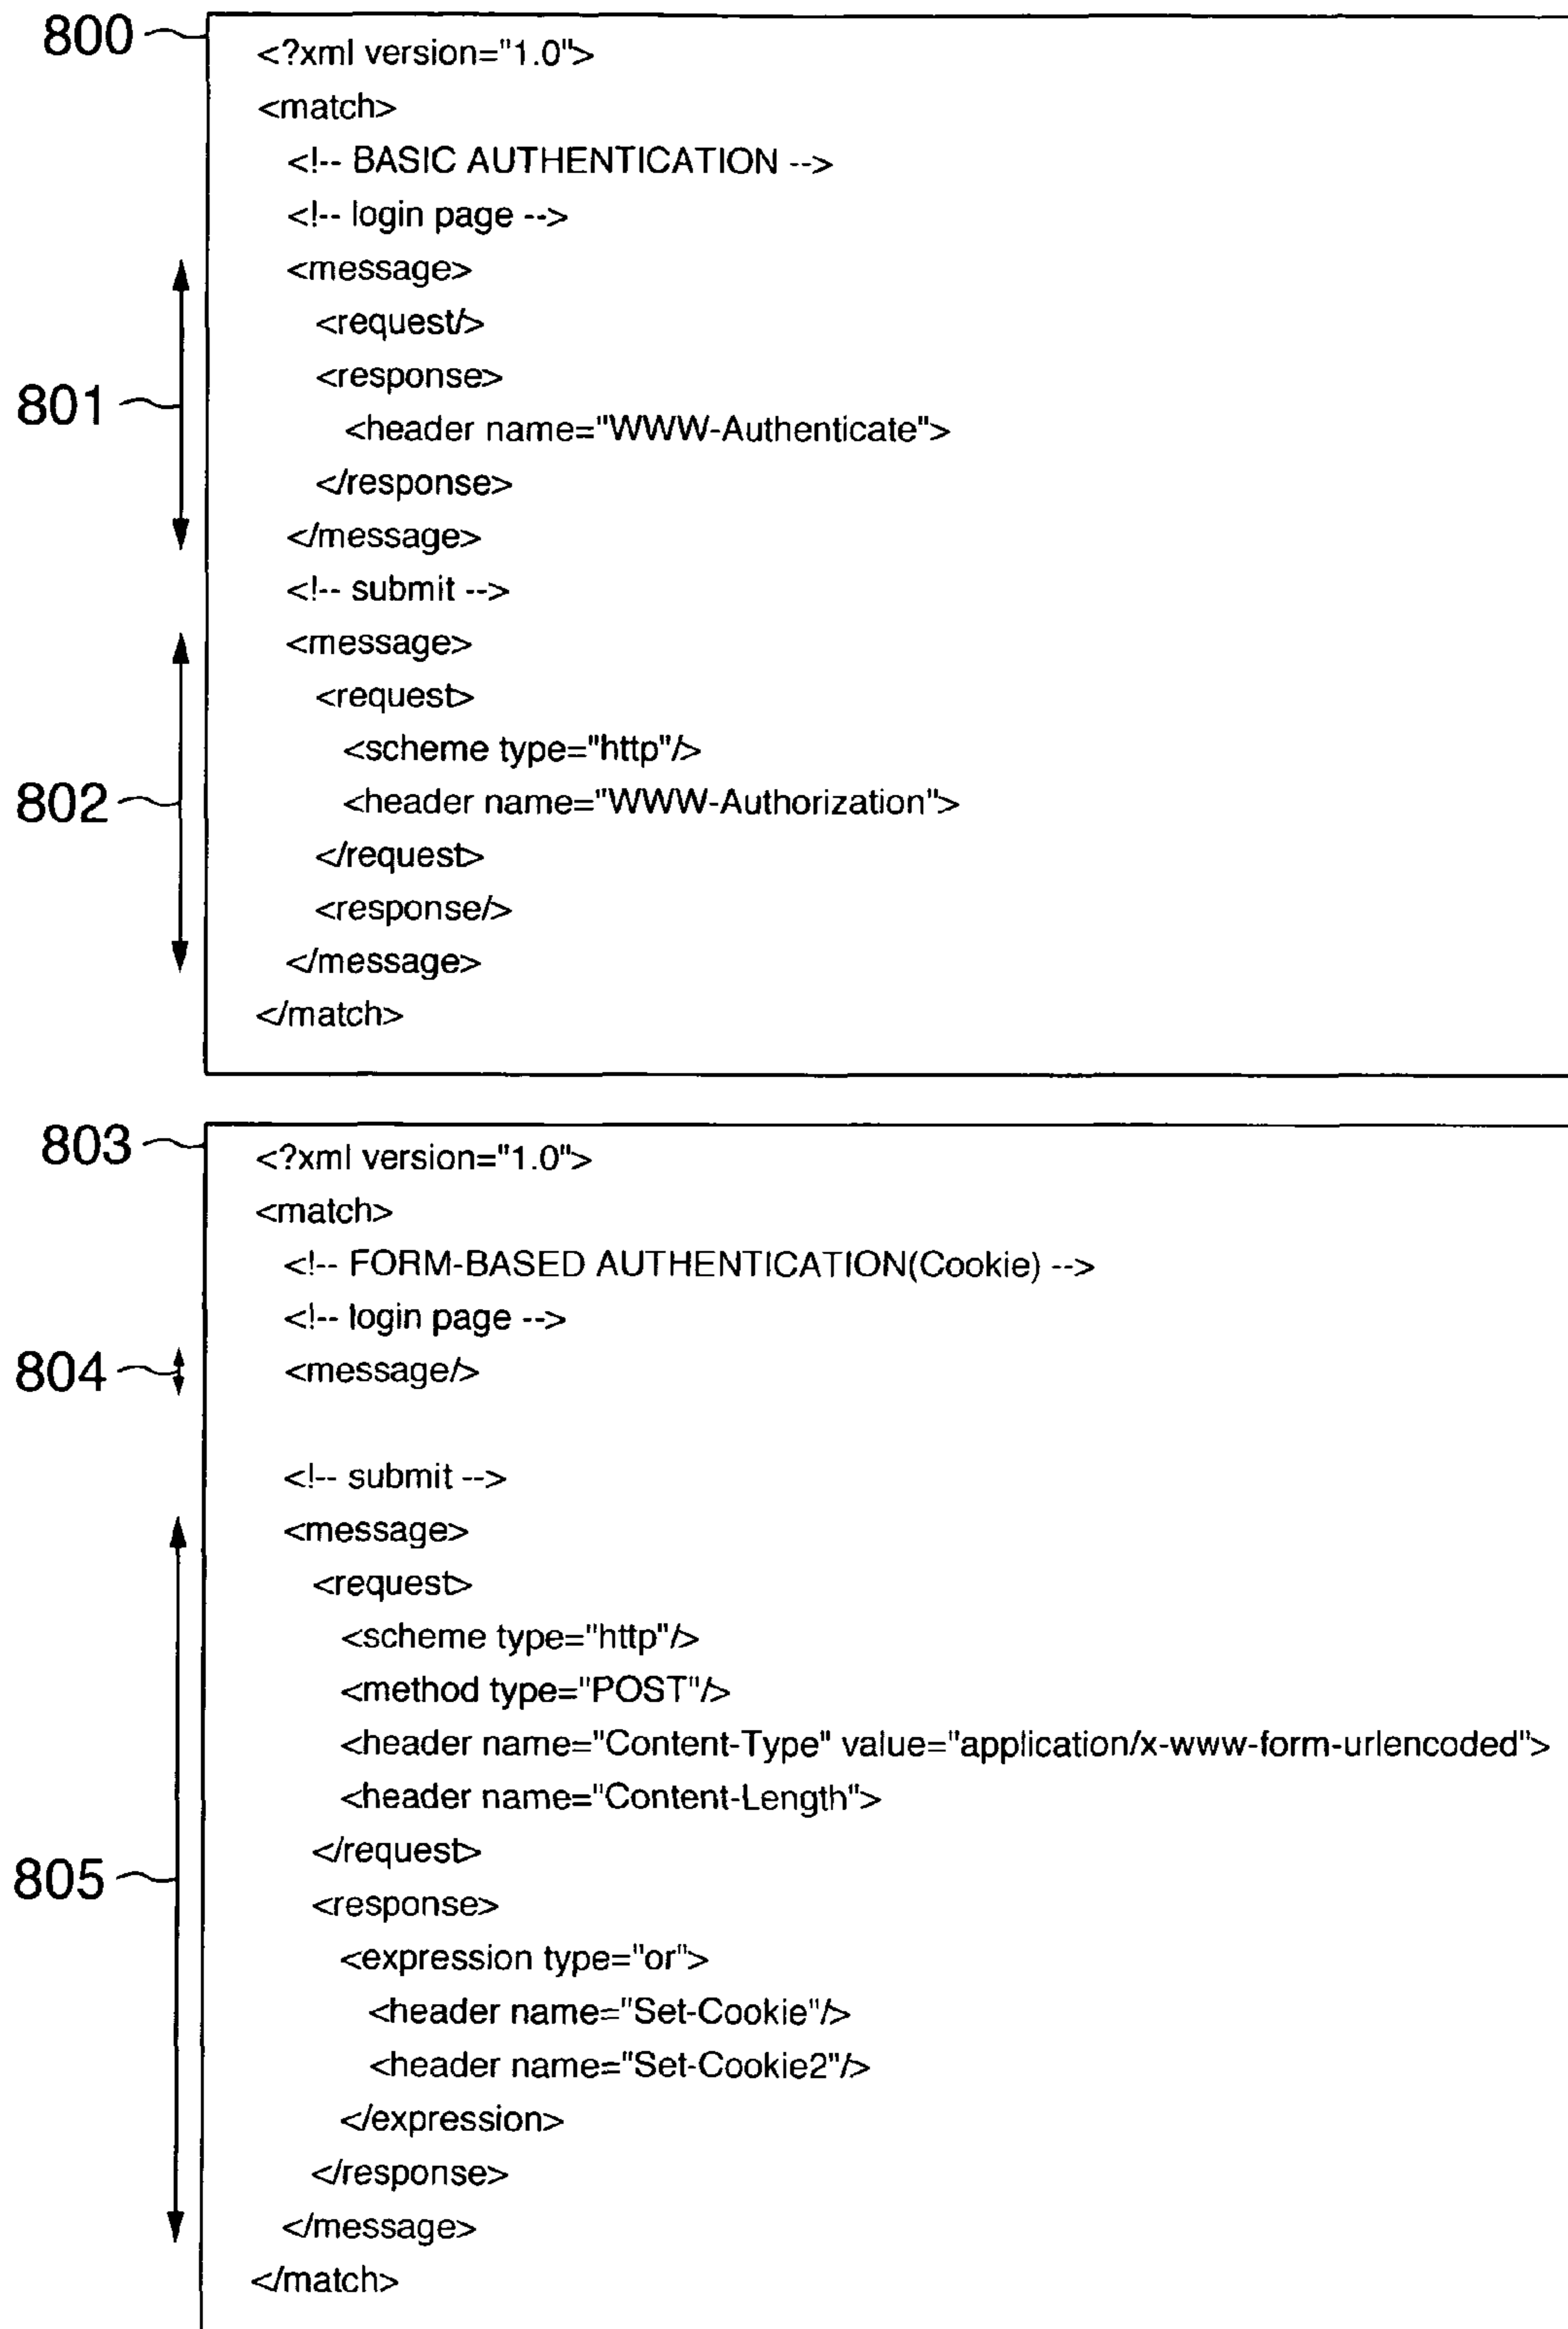 800
<?xml version="1.0">
<match>
<!-- BASIC AUTHENTICATION -->
<!-- login page -->
<message>
<request/>
<response>
801
<header name="WWW-Authenticate">
</response>
</message>
<!-- submit -->
<message>
<request>
<scheme type="http"/>
802
<header name="WWW-Authorization">
</request>
<response/>
</message>
</match>
803
<?xml version="1.0">
<match>
<!-- FORM-BASED AUTHENTICATION(Cookie) -->
<!-- login page -->
804
<message/>
<!-- submit -->
<message>
<request>
<scheme type="http"/>
<method type="POST"/>
<header name="Content-Type" value="application/x-www-form-urlencoded">
<header name="Content-Length">
</request>
805
<response>
<expression type="or">
<header name="Set-Cookie"/>
<header name="Set-Cookie2"/>
</expression>
</response>
</message>
</match>